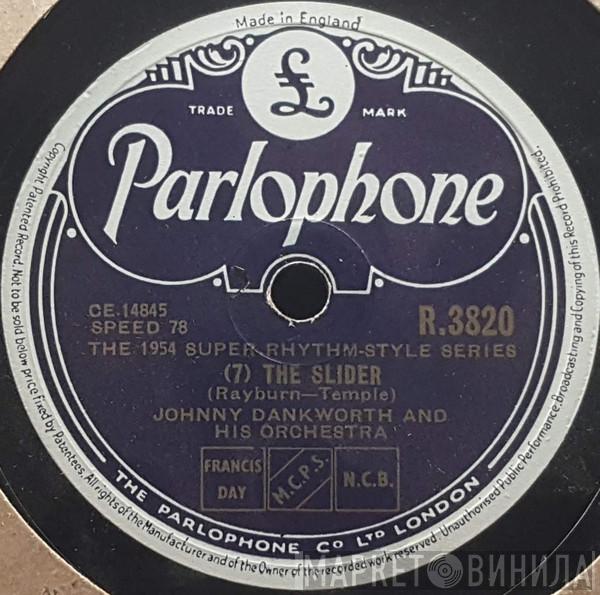 Made in England
TRADE MARK
£
Parlophone
CE.14845
SPEED 78
R.3820
THE 1954 SUPER RHYTHM-STYLE SERIES
(7) THE SLIDER
(Rayburn—Temple)
JOHNNY DANKWORTH AND
HIS ORCHESTRA
FRANCIS
DAY
M.C.P.S.
N.C.B.
THE PARLOPHONE CO LTD LONDON
Copyright Patented Record. Not to be sold below price fixed by Patentees. All rights of the Manufacturer and of the Owner of the recorded work reserved. Unauthorised Public Performance. Broadcasting and Copying of this Record Prohibited.
МАРКЕТ ВИНИЛА